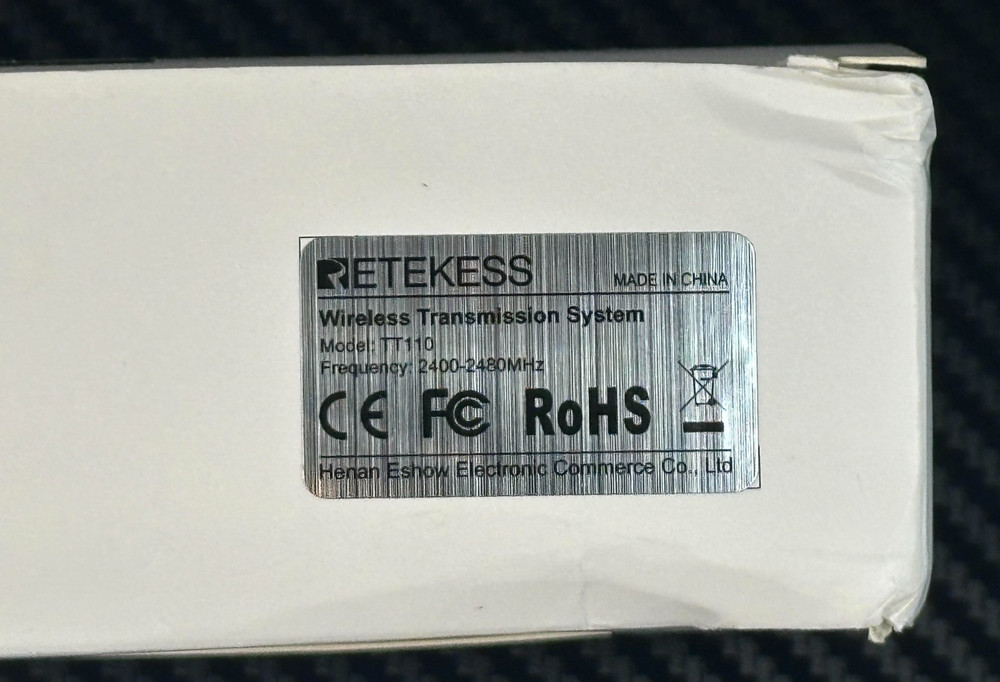 RETEKESS MADE IN CHINA
Wireless Transmission System
Model: TT110
Frequency: 2400-2480MHz
CE FC RoHS
Henan Eshow Electronic Commerce Co., Ltd